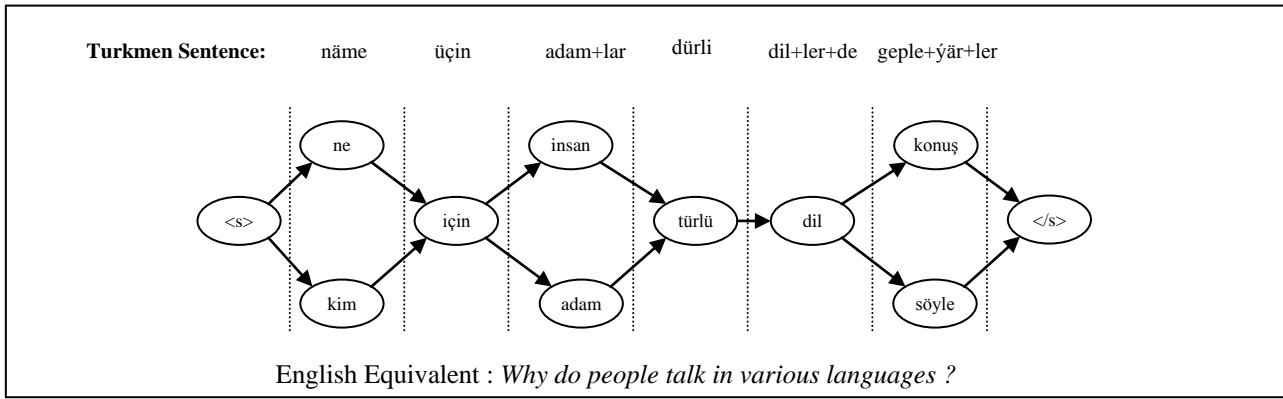 Turkmen Sentence: näme üçin adam+lar dürli dil+ler+de geple+ýär+ler
ne insan konuş
<s> için türlü dil </s>
kim adam söyle
English Equivalent : Why do people talk in various languages ?